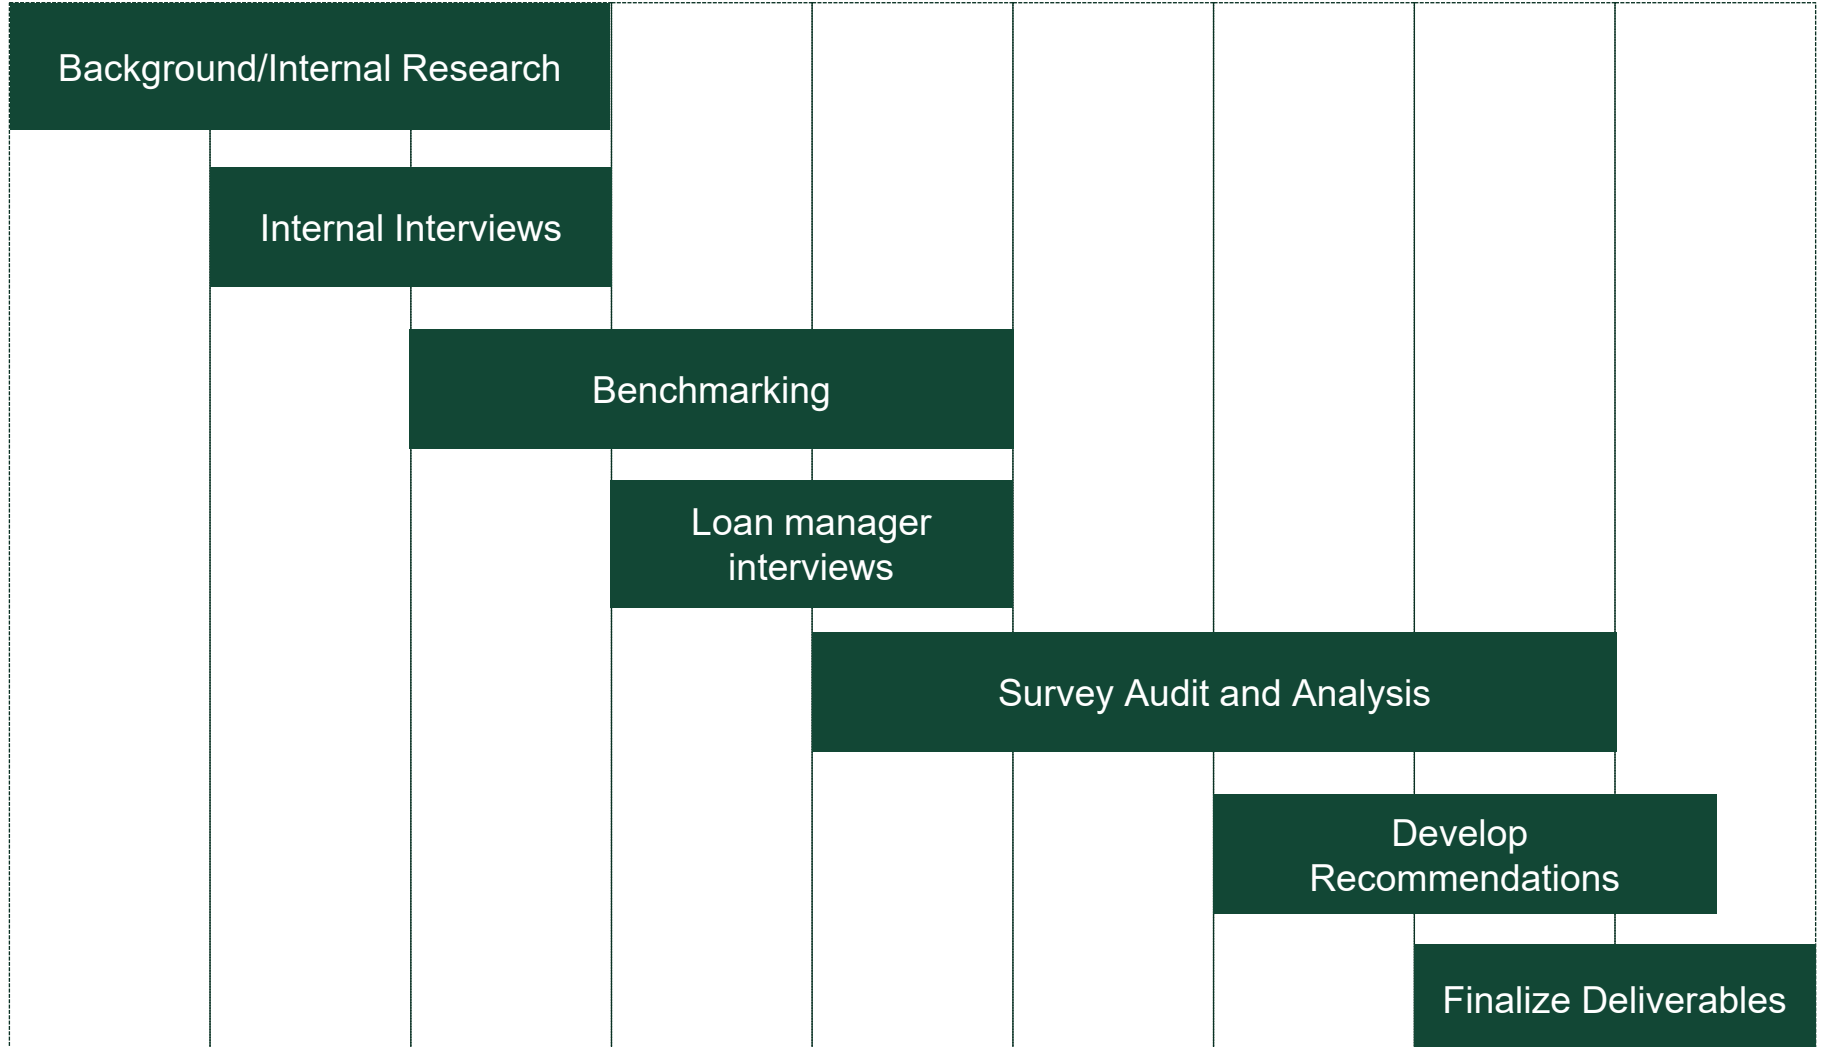 Background/Internal Research
Internal Interviews
Benchmarking
Loan manager
interviews
Survey Audit and Analysis
Develop
Recommendations
Finalize Deliverables